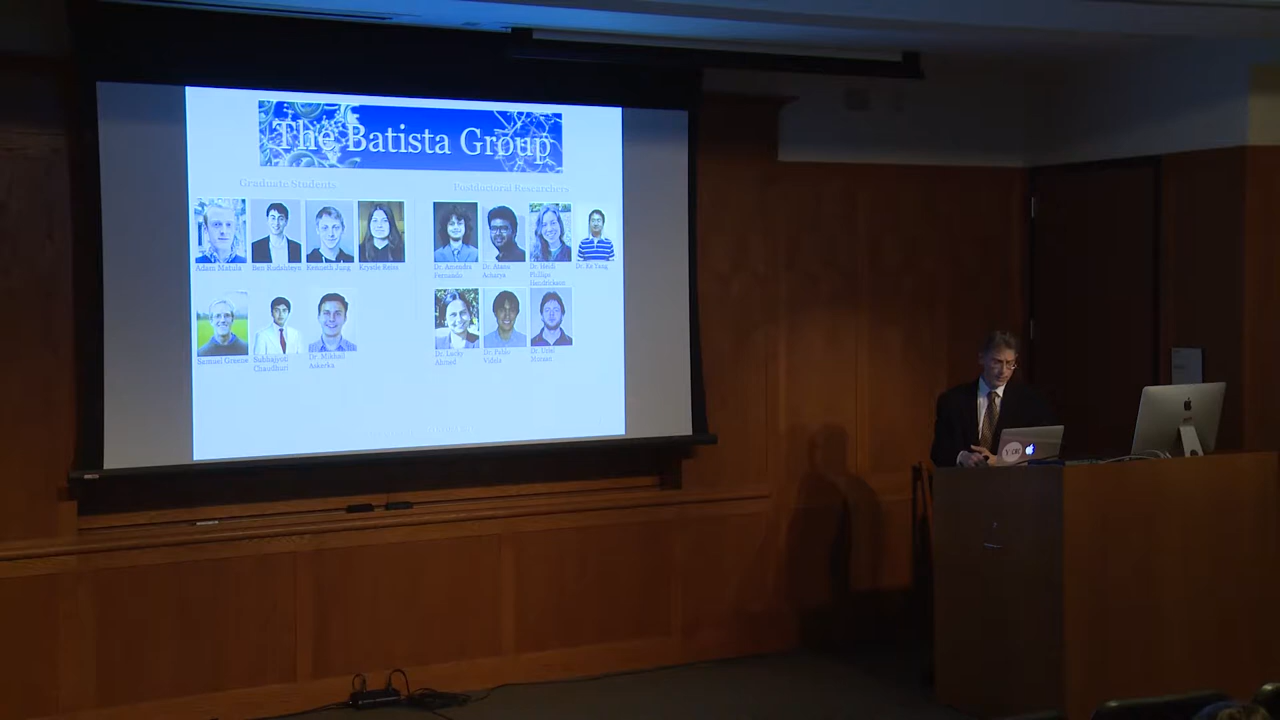 The Batista Group
Graduate Students
Postdoctoral Researchers
Adam Matula
Ben Rudshteyn
Kenneth Jung
Krystle Reiss
Dr. Amendra
Fernando
Dr. Atanu
Acharya
Dr. Heidi
Phillips
Hendrickson
Dr. Ke Yang
Samuel Greene
Subhajyoti
Chaudhuri
Dr. Mikhail
Askerka
Dr. Lucky
Ahmed
Dr. Pablo
Videla
Dr. Uriel
Morzan